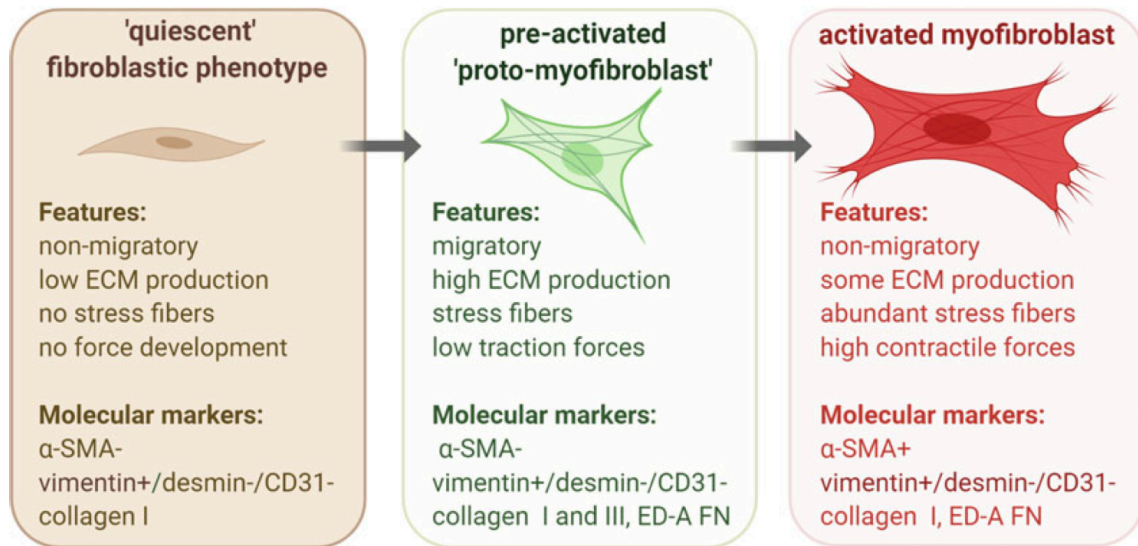 'quiescent'
fibroblastic phenotype
Features:
non-migratory
low ECM production
no stress fibers
no force development
Molecular markers:
α-SMA-
vimentin+/desmin-/CD31-
collagen I
pre-activated
'proto-myofibroblast'
Features:
migratory
high ECM production
stress fibers
low traction forces
Molecular markers:
α-SMA-
vimentin+/desmin-/CD31-
collagen I and III, ED-A FN
activated myofibroblast
Features:
non-migratory
some ECM production
abundant stress fibers
high contractile forces
Molecular markers:
α-SMA+
vimentin+/desmin-/CD31-
collagen I, ED-A FN